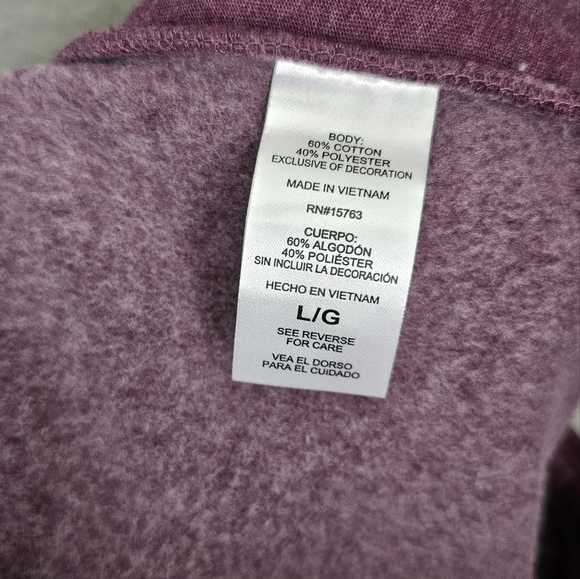 BODY:
60% COTTON
40% POLYESTER
EXCLUSIVE OF DECORATION
MADE IN VIETNAM
RN#15763
CUERPO:
60% ALGODÓN
40% POLIÉSTER
SIN INCLUIR LA DECORACIÓN
HECHO EN VIETNAM
L/G
SEE REVERSE
FOR CARE
VEA EL DORSO
PARA EL CUIDADO